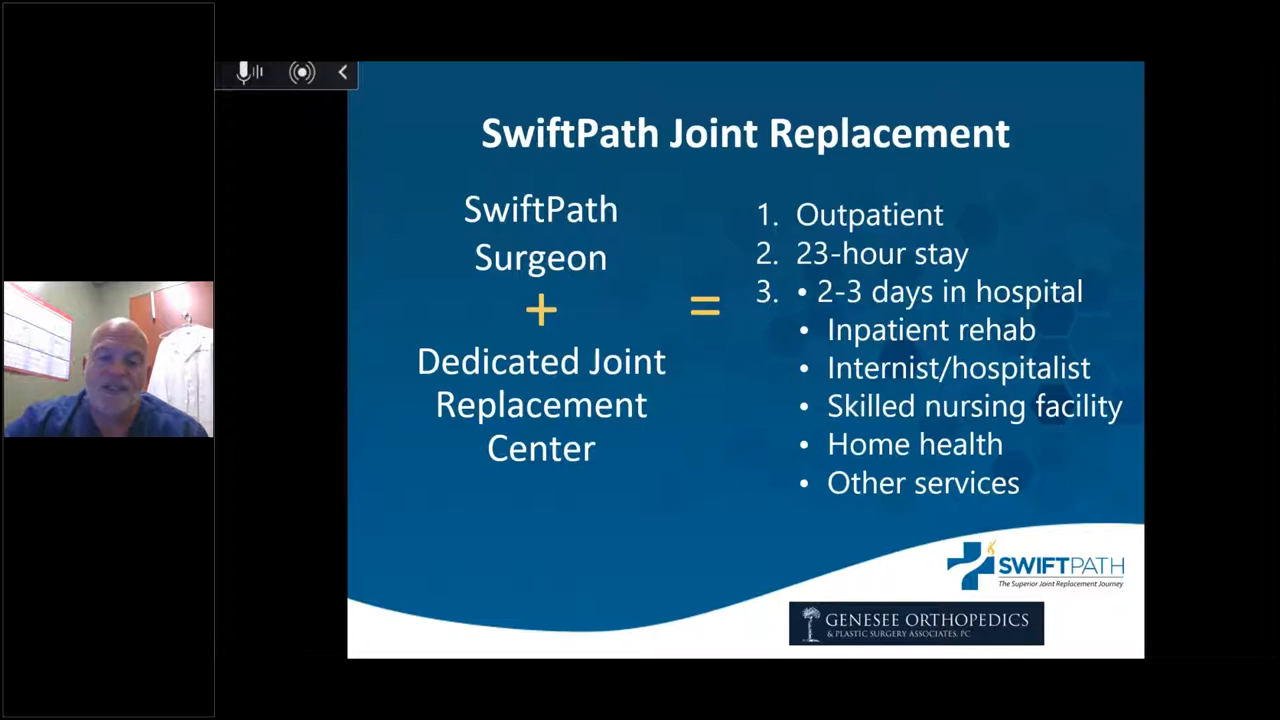 SwiftPath Joint Replacement
SwiftPath
Surgeon
+
Dedicated Joint
Replacement
Center
=
1. Outpatient
2. 23-hour stay
3. • 2-3 days in hospital
• Inpatient rehab
• Internist/hospitalist
• Skilled nursing facility
• Home health
• Other services
SWIFTPATH
The Superior Joint Replacement Journey
GENESEE ORTHOPEDICS
& PLASTIC SURGERY ASSOCIATES, PC